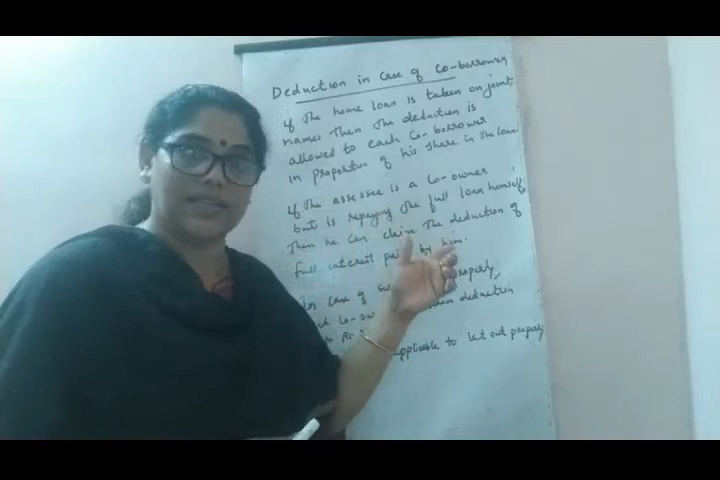 Deduction in case of co-borrower
If the home loan is taken on joint
names then the deduction is
allowed to each co-borrower
in proportion of his share in the loan.
If the assessee is a co-owner
but is repaying the full loan himself,
then he can claim the deduction of
full interest paid by him.
In case of property,
co-ow deduction
applicable to let out property